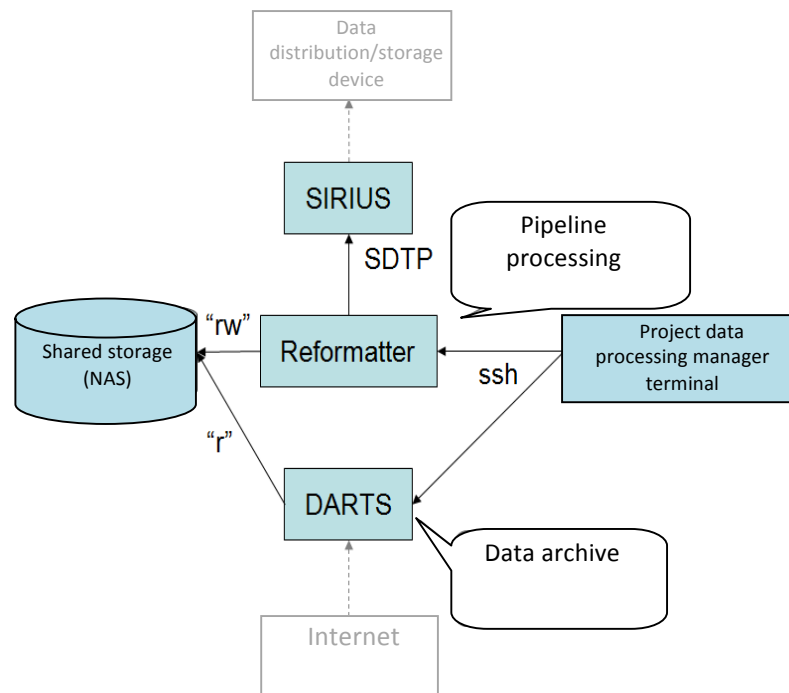 Data
distribution/storage
device
SIRIUS
Pipeline
processing
SDTP
“rw”
Shared storage
(NAS)
Reformatter
Project data
processing manager
terminal
ssh
“r”
DARTS
Data archive
Internet